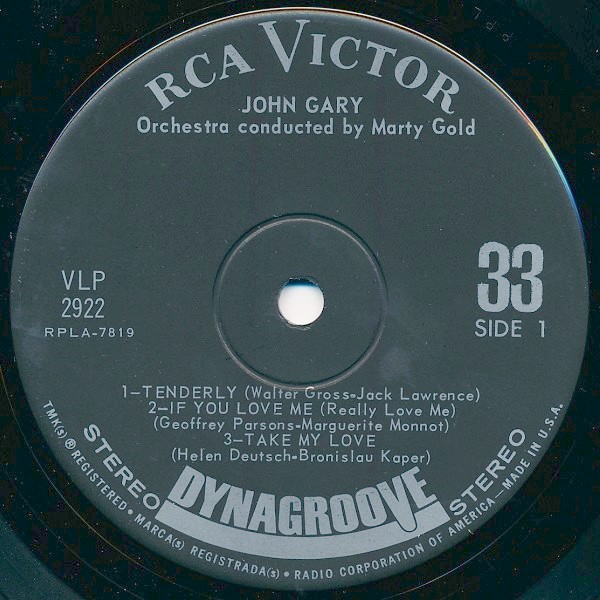 RCA VICTOR
JOHN GARY
Orchestra conducted by Marty Gold
VLP
2922
RPLA-7819
33
SIDE 1
1—TENDERLY (Walter Gross-Jack Lawrence)
2—IF YOU LOVE ME (Really Love Me)
(Geoffrey Parsons-Marguerite Monnot)
3—TAKE MY LOVE
(Helen Deutsch-Bronislau Kaper)
STEREO
DYNAGROOVE
STEREO
TMK(s) ® REGISTERED • MARCA(s) REGISTRADA(s) • RADIO CORPORATION OF AMERICA—MADE IN U.S.A.